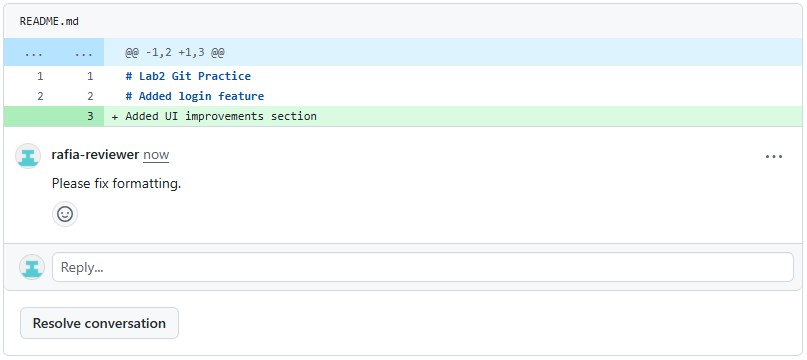 README.md
... ... @@ -1,2 +1,3 @@
1 1 # Lab2 Git Practice
2 2 # Added login feature
3 + Added UI improvements section
rafia-reviewer now
Please fix formatting.
Reply...
Resolve conversation